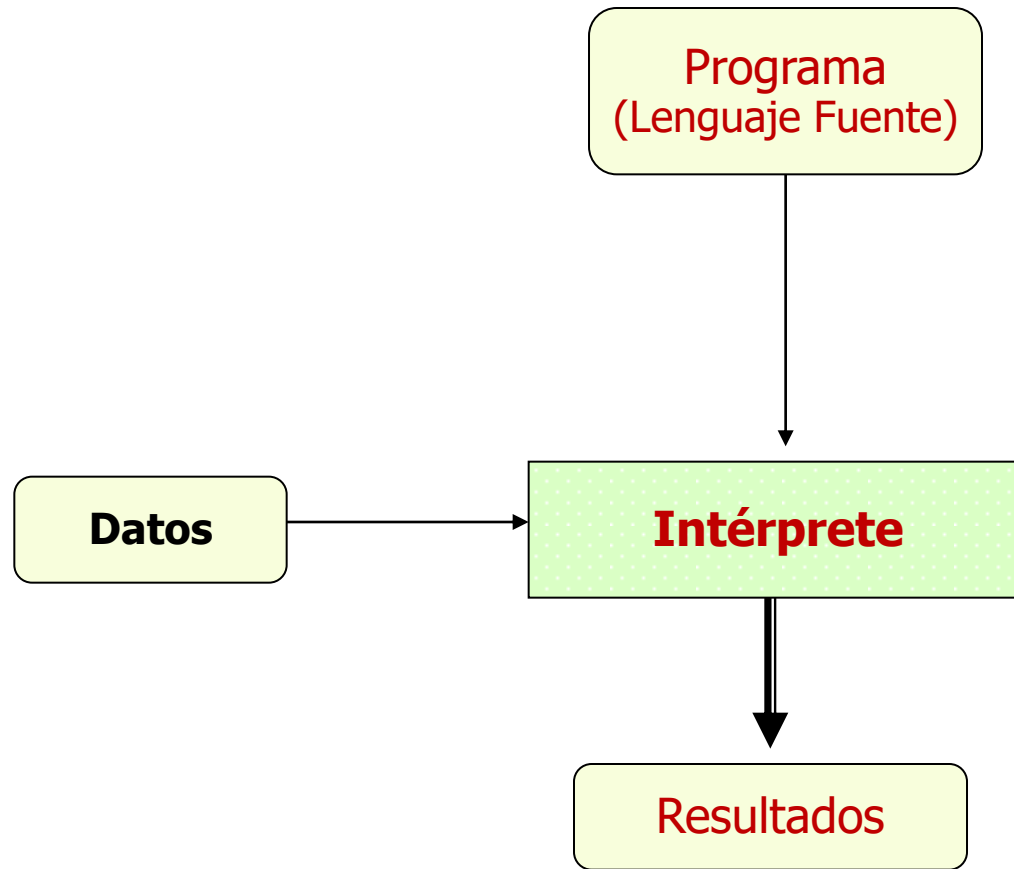 Programa
(Lenguaje Fuente)
Datos
Intérprete
Resultados